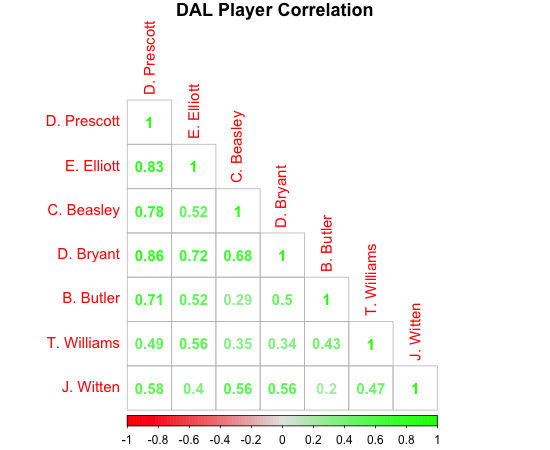 DAL Player Correlation
D. Prescott
E. Elliott
C. Beasley
D. Bryant
B. Butler
T. Williams
J. Witten
D. Prescott 1
E. Elliott 0.83 1
C. Beasley 0.78 0.52 1
D. Bryant 0.86 0.72 0.68 1
B. Butler 0.71 0.52 0.29 0.5 1
T. Williams 0.49 0.56 0.35 0.34 0.43 1
J. Witten 0.58 0.4 0.56 0.56 0.2 0.47 1
-1 -0.8 -0.6 -0.4 -0.2 0 0.2 0.4 0.6 0.8 1